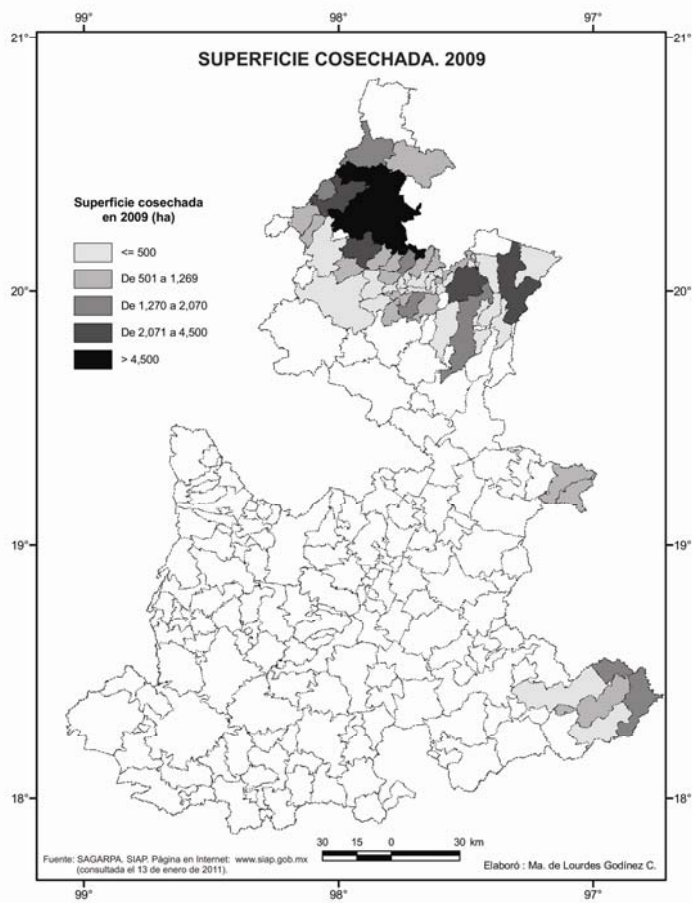 99°
98°
97°
21°
21°
SUPERFICIE COSECHADA. 2009
Superficie cosechada
en 2009 (ha)
<= 500
De 501 a 1,269
De 1,270 a 2,070
De 2,071 a 4,500
> 4,500
20°
20°
19°
19°
18°
18°
30 15 0 30 km
Fuente: SAGARPA. SIAP. Página en Internet: www.siap.gob.mx
(consultada el 13 de enero de 2011).
Elaboró : Ma. de Lourdes Godínez C.
99°
98°
97°